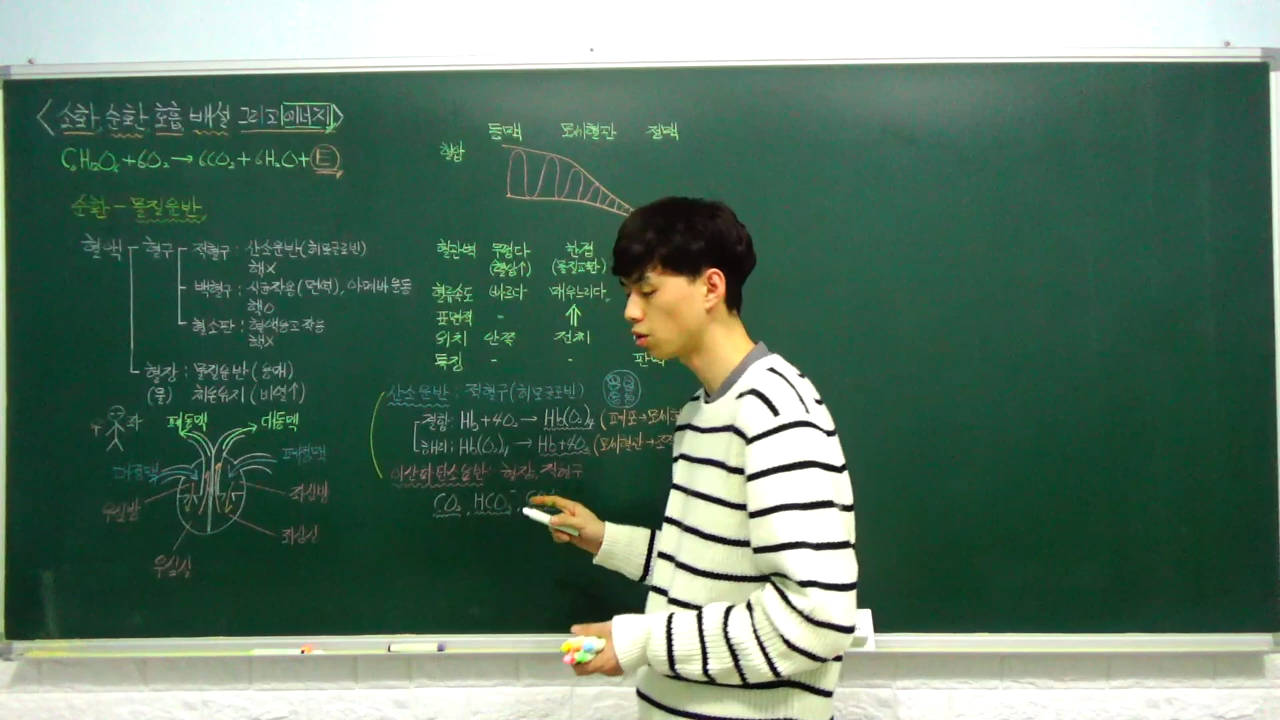 <소화, 순환, 호흡, 배설 그리고 에너지>
C₆H₁₂O₆+6O₂→6CO₂+6H₂O+Ⓔ
순환 - 물질운반
혈액 혈구 적혈구 : 산소운반(헤모글로빈)
핵X
백혈구 : 식균작용(면역), 아메바운동
핵O
혈소판 : 혈액응고작용
핵X
혈장 : 물질운반(용매)
(물) 체온유지(비열↑)
우 좌
폐동맥 대동맥
대정맥 폐정맥
우심방 좌심방
좌심실
우심실
동맥 모세혈관 정맥
혈압
혈관벽 두껍다 한겹
(혈압↑) (물질교환)
혈류속도 빠르다 매우느리다
표면적 - ⇑
위치 안쪽 전체
특징 - - 판막
산소운반 : 적혈구(헤모글로빈)
결합: Hb+4O₂ → Hb(O₂)₄ (폐포→모세혈
해리: Hb(O₂)₄ → Hb+4O₂ (모세혈관→조
이산화탄소운반: 혈장, 적혈구
CO₂, HCO₃⁻,